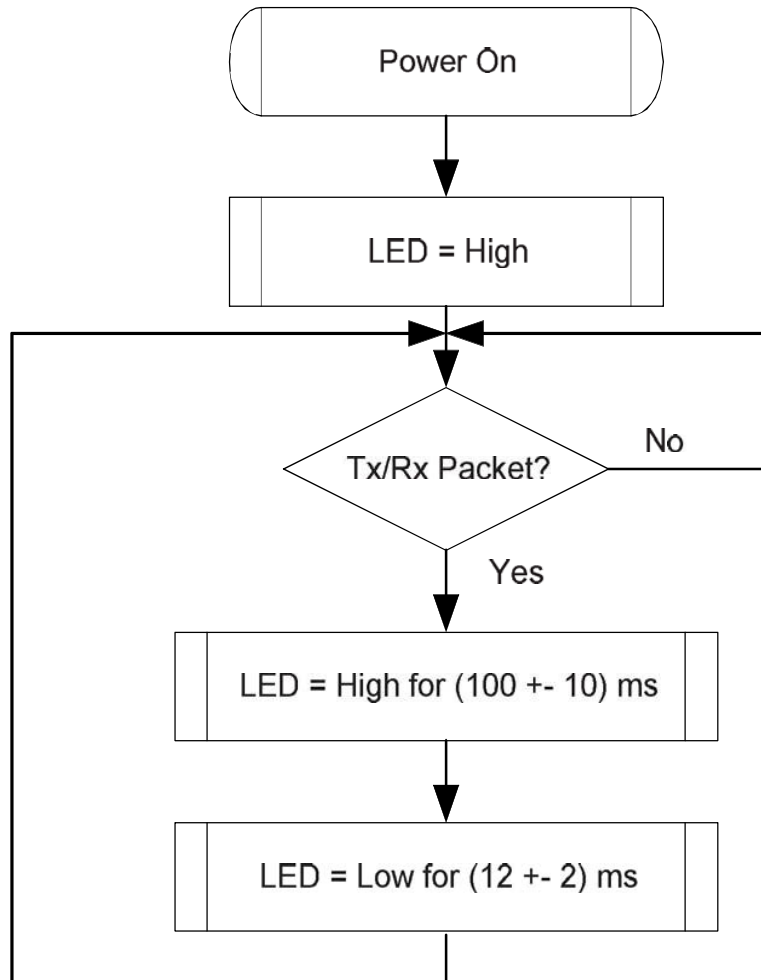 Power On
LED = High
Tx/Rx Packet?
No
Yes
LED = High for (100 +- 10) ms
LED = Low for (12 +- 2) ms